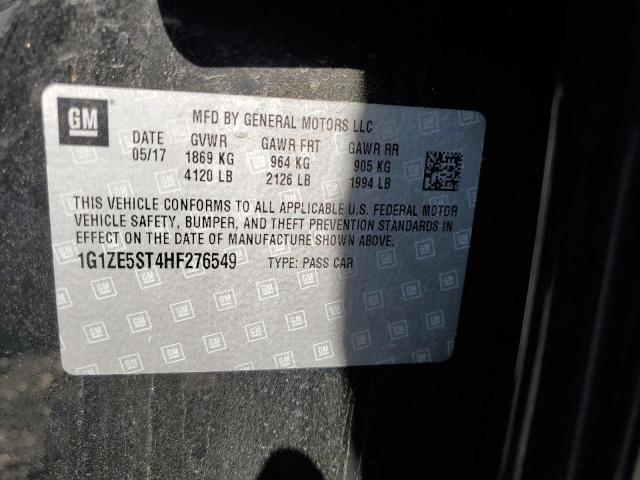 GM
MFD BY GENERAL MOTORS LLC
DATE GVWR GAWR FRT GAWR RR
05/17 1869 KG 964 KG 905 KG
4120 LB 2126 LB 1994 LB
THIS VEHICLE CONFORMS TO ALL APPLICABLE U.S. FEDERAL MOTOR
VEHICLE SAFETY, BUMPER, AND THEFT PREVENTION STANDARDS IN
EFFECT ON THE DATE OF MANUFACTURE SHOWN ABOVE.
1G1ZE5ST4HF276549 TYPE: PASS CAR